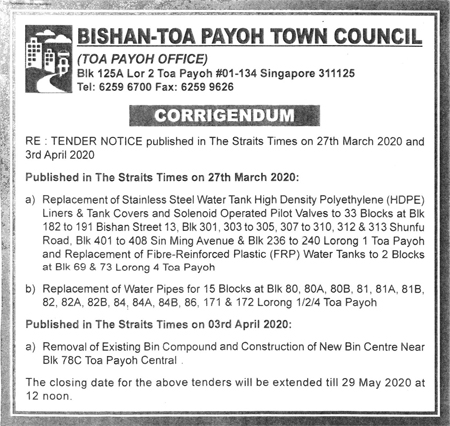 BISHAN-TOA PAYOH TOWN COUNCIL
(TOA PAYOH OFFICE)
Blk 125A Lor 2 Toa Payoh #01-134 Singapore 311125
Tel: 6259 6700 Fax: 6259 9626
CORRIGENDUM
RE : TENDER NOTICE published in The Straits Times on 27th March 2020 and
3rd April 2020
Published in The Straits Times on 27th March 2020:
a) Replacement of Stainless Steel Water Tank High Density Polyethylene (HDPE)
Liners & Tank Covers and Solenoid Operated Pilot Valves to 33 Blocks at Blk
182 to 191 Bishan Street 13, Blk 301, 303 to 305, 307 to 310, 312 & 313 Shunfu
Road, Blk 401 to 408 Sin Ming Avenue & Blk 236 to 240 Lorong 1 Toa Payoh
and Replacement of Fibre-Reinforced Plastic (FRP) Water Tanks to 2 Blocks
at Blk 69 & 73 Lorong 4 Toa Payoh
b) Replacement of Water Pipes for 15 Blocks at Blk 80, 80A, 80B, 81, 81A, 81B,
82, 82A, 82B, 84, 84A, 84B, 86, 171 & 172 Lorong 1/2/4 Toa Payoh
Published in The Straits Times on 03rd April 2020:
a) Removal of Existing Bin Compound and Construction of New Bin Centre Near
Blk 78C Toa Payoh Central
The closing date for the above tenders will be extended till 29 May 2020 at
12 noon.